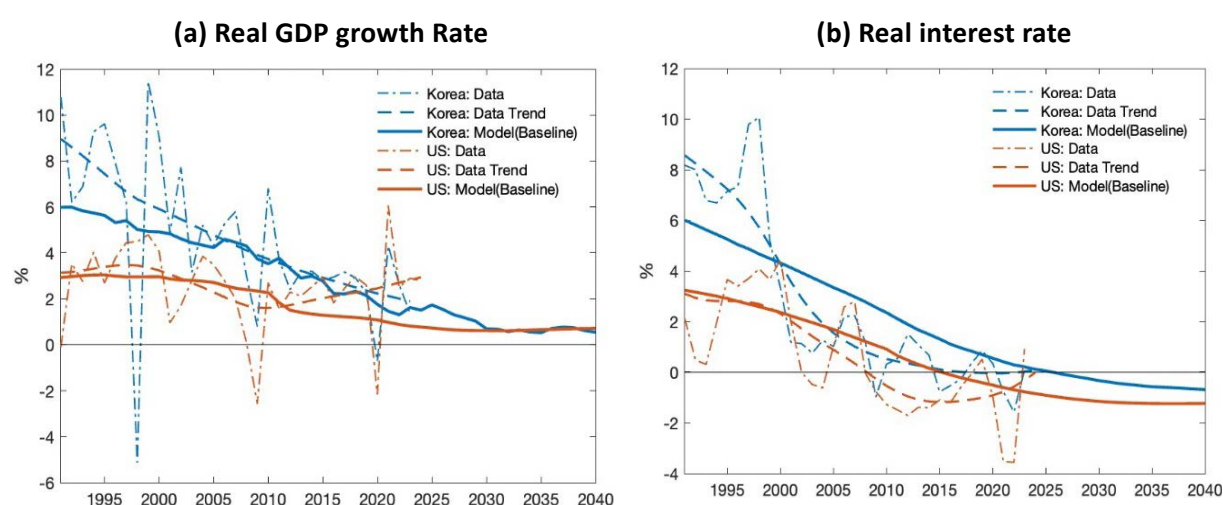 (a) Real GDP growth Rate
12
10
8
6
4
2
0
-2
-4
-6
%
1995 2000 2005 2010 2015 2020 2025 2030 2035 2040
Korea: Data
Korea: Data Trend
Korea: Model(Baseline)
US: Data
US: Data Trend
US: Model(Baseline)
(b) Real interest rate
12
10
8
6
4
2
0
-2
-4
%
1995 2000 2005 2010 2015 2020 2025 2030 2035 2040
Korea: Data
Korea: Data Trend
Korea: Model(Baseline)
US: Data
US: Data Trend
US: Model(Baseline)